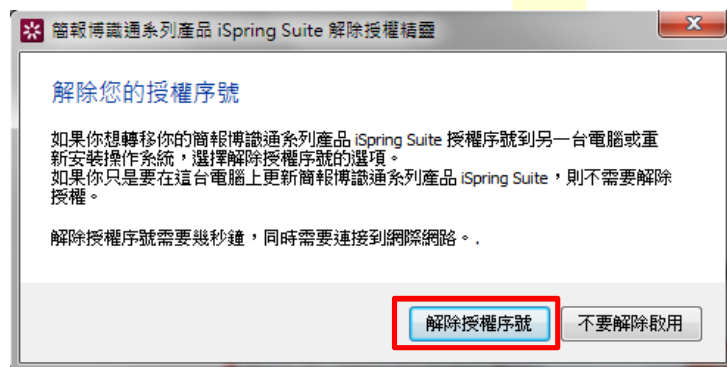 簡報博識通系列產品 iSpring Suite 解除授權精靈
解除您的授權序號
如果你想轉移你的簡報博識通系列產品 iSpring Suite 授權序號到另一台電腦或重
新安裝操作系統，選擇解除授權序號的選項。
如果你只是要在這台電腦上更新簡報博識通系列產品 iSpring Suite，則不需要解除
授權。
解除授權序號需要幾秒鐘，同時需要連接到網際網路。.
解除授權序號
不要解除啟用